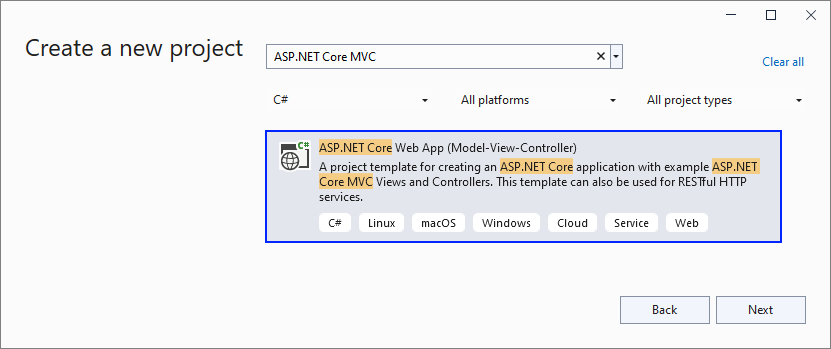 Create a new project
ASP.NET Core MVC
Clear all
C#
All platforms
All project types
C#
ASP.NET Core Web App (Model-View-Controller)
A project template for creating an ASP.NET Core application with example ASP.NET
Core MVC Views and Controllers. This template can also be used for RESTful HTTP
services.
C#
Linux
macOS
Windows
Cloud
Service
Web
Back
Next